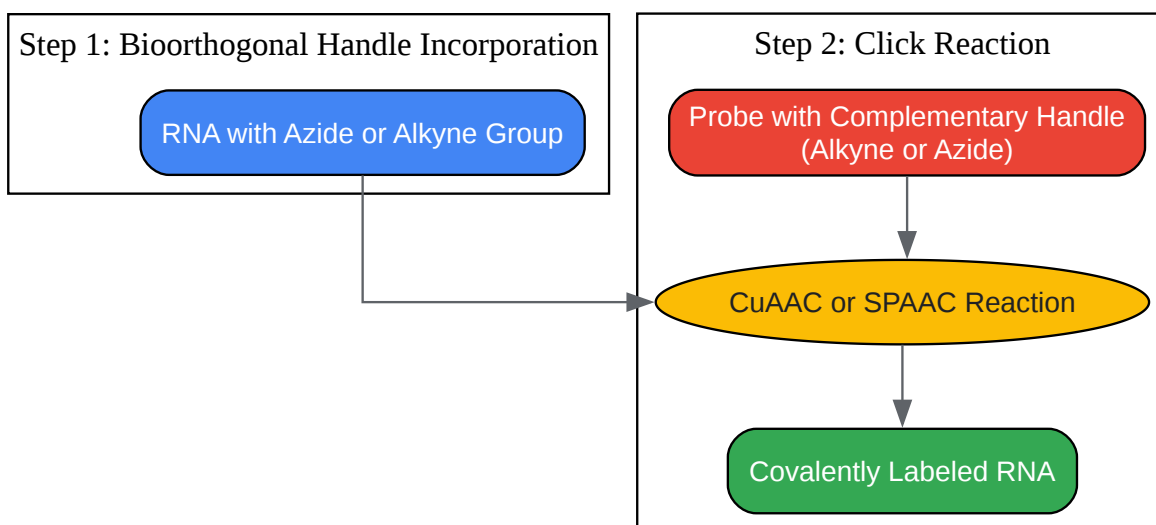 Step 1: Bioorthogonal Handle Incorporation
RNA with Azide or Alkyne Group
Step 2: Click Reaction
Probe with Complementary Handle
(Alkyne or Azide)
CuAAC or SPAAC Reaction
Covalently Labeled RNA